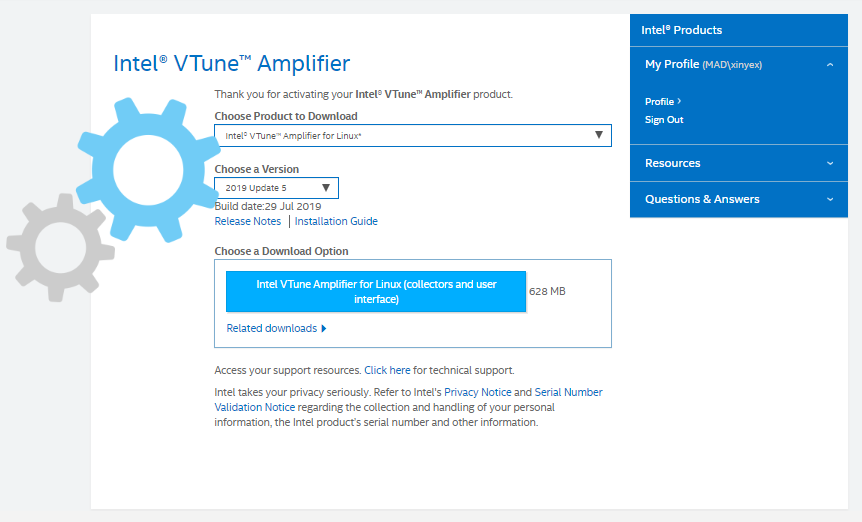 Intel® VTune™ Amplifier
Thank you for activating your Intel® VTune™ Amplifier product.
Choose Product to Download
Intel® VTune™ Amplifier for Linux*
Choose a Version
2019 Update 5
Build date:29 Jul 2019
Release Notes | Installation Guide
Choose a Download Option
Intel VTune Amplifier for Linux (collectors and user
interface)
628 MB
Related downloads
Access your support resources. Click here for technical support.
Intel takes your privacy seriously. Refer to Intel's Privacy Notice and Serial Number
Validation Notice regarding the collection and handling of your personal
information, the Intel product's serial number and other information.
Intel® Products
My Profile (MAD\xinyex)
Profile ›
Sign Out
Resources
Questions & Answers